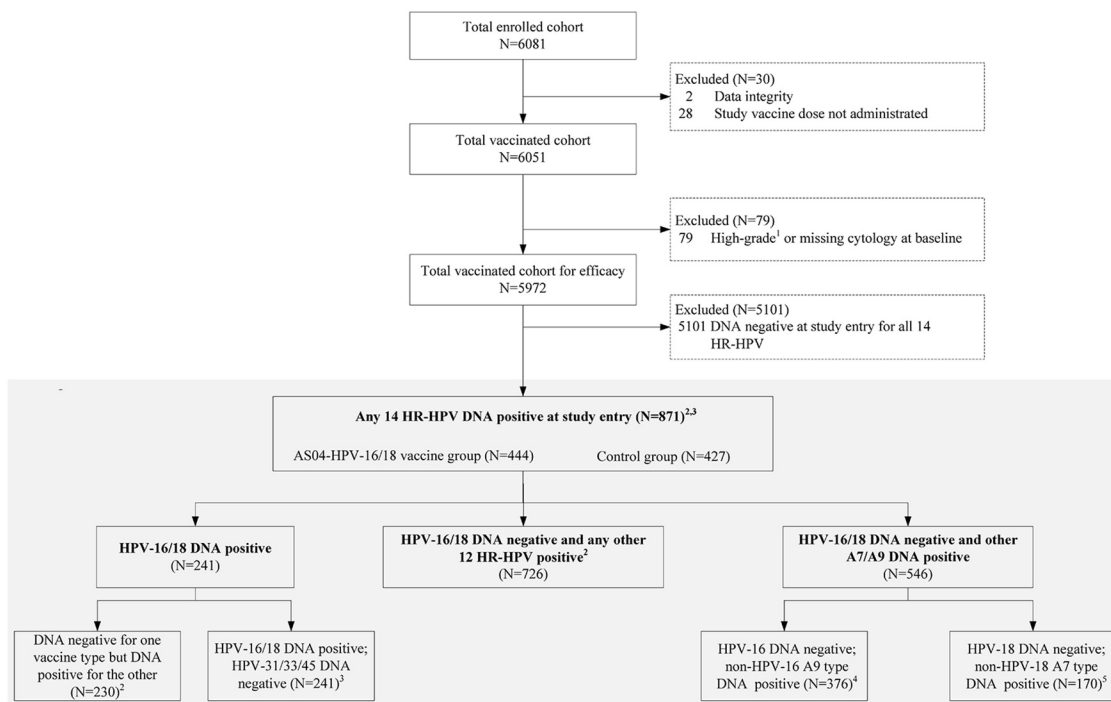 Total enrolled cohort
N=6081
Excluded (N=30)
2 Data integrity
28 Study vaccine dose not administrated
Total vaccinated cohort
N=6051
Excluded (N=79)
79 High-grade¹ or missing cytology at baseline
Total vaccinated cohort for efficacy
N=5972
Excluded (N=5101)
5101 DNA negative at study entry for all 14
HR-HPV
Any 14 HR-HPV DNA positive at study entry (N=871)²,³
AS04-HPV-16/18 vaccine group (N=444) Control group (N=427)
HPV-16/18 DNA positive
(N=241)
HPV-16/18 DNA negative and any other
12 HR-HPV positive²
(N=726)
HPV-16/18 DNA negative and other
A7/A9 DNA positive
(N=546)
DNA negative for one
vaccine type but DNA
positive for the other
(N=230)²
HPV-16/18 DNA positive;
HPV-31/33/45 DNA
negative (N=241)³
HPV-16 DNA negative;
non-HPV-16 A9 type
DNA positive (N=376)⁴
HPV-18 DNA negative;
non-HPV-18 A7 type
DNA positive (N=170)⁵